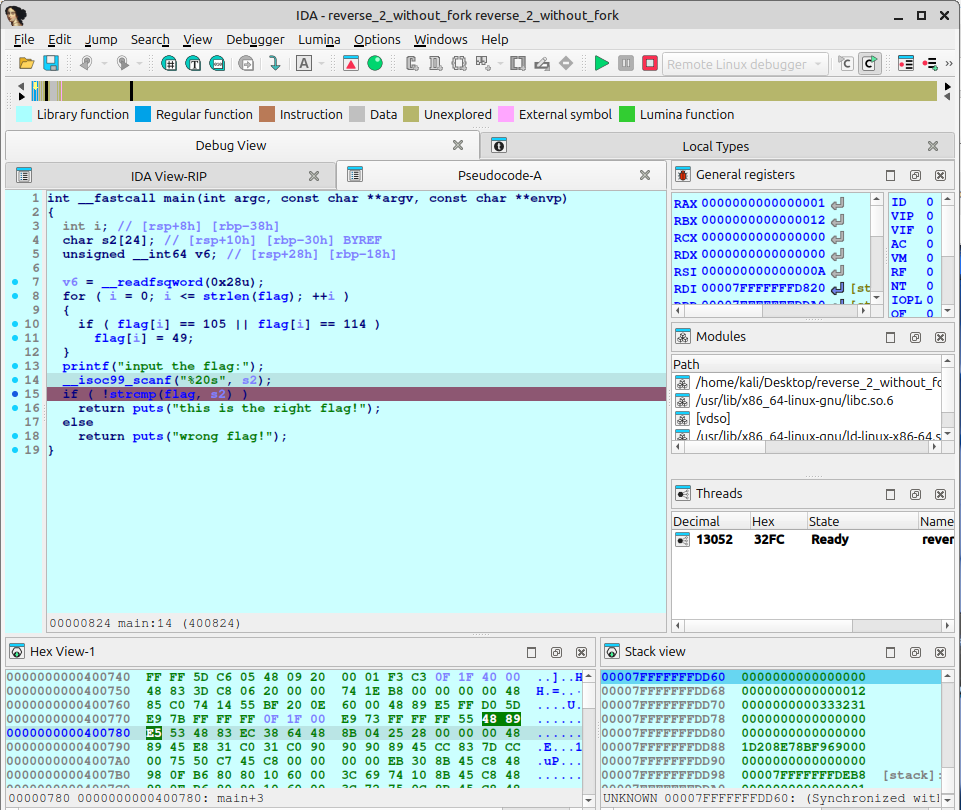 IDA - reverse_2_without_fork reverse_2_without_fork
File Edit Jump Search View Debugger Lumina Options Windows Help
Remote Linux debugger
Library function Regular function Instruction Data Unexplored External symbol Lumina function
Debug View
Local Types
IDA View-RIP
Pseudocode-A
1 int __fastcall main(int argc, const char **argv, const char **envp)
2 {
3 int i; // [rsp+8h] [rbp-38h]
4 char s2[24]; // [rsp+10h] [rbp-30h] BYREF
5 unsigned __int64 v6; // [rsp+28h] [rbp-18h]
6
7 v6 = __readfsqword(0x28u);
8 for ( i = 0; i <= strlen(flag); ++i )
9 {
10 if ( flag[i] == 105 || flag[i] == 114 )
11 flag[i] = 49;
12 }
13 printf("input the flag:");
14 __isoc99_scanf("%20s", s2);
15 if ( !strcmp(flag, s2) )
16 return puts("this is the right flag!");
17 else
18 return puts("wrong flag!");
19 }
00000824 main:14 (400824)
General registers
RAX 0000000000000001
RBX 0000000000000012
RCX 0000000000000000
RDX 0000000000000000
RSI 000000000000000A
RDI 00007FFFFFFFD820 [st
ID 0
VIP 0
VIF 0
AC 0
VM 0
RF 0
NT 0
IOPL 0
OF 0
Modules
Path
/home/kali/Desktop/reverse_2_without_fo
/usr/lib/x86_64-linux-gnu/libc.so.6
[vdso]
/usr/lib/x86_64-linux-gnu/ld-linux-x86-64.s
Threads
Decimal Hex State Name
13052 32FC Ready rever
Hex View-1
0000000000400740 FF FF 5D C6 05 48 09 20 00 01 F3 C3 0F 1F 40 00 ..]..H
0000000000400750 48 83 3D C8 06 20 00 00 74 1E B8 00 00 00 00 48 H.=...
0000000000400760 85 C0 74 14 55 BF 20 0E 60 00 48 89 E5 FF D0 5D ....U.
0000000000400770 E9 7B FF FF FF 0F 1F 00 E9 73 FF FF FF 55 48 89 ......
0000000000400780 E5 53 48 83 EC 38 64 48 8B 04 25 28 00 00 00 48 ......
0000000000400790 89 45 E8 31 C0 31 C0 90 90 90 89 45 CC 83 7D CC .E...1
00000000004007A0 00 75 50 C7 45 C8 00 00 00 00 EB 30 8B 45 C8 48 .uP...
00000000004007B0 98 0F B6 80 80 10 60 00 3C 69 74 10 8B 45 C8 48 ......
00000780 0000000000400780: main+3
Stack view
00007FFFFFFFDD60 0000000000000000
00007FFFFFFFDD68 0000000000000012
00007FFFFFFFDD70 0000000000333231
00007FFFFFFFDD78 0000000000000000
00007FFFFFFFDD80 0000000000000000
00007FFFFFFFDD88 1D208E78BF969000
00007FFFFFFFDD90 0000000000000000
00007FFFFFFFDD98 00007FFFFFFFDEB8 [stack]:
UNKNOWN 00007FFFFFFFDD60: (Synchronized wit